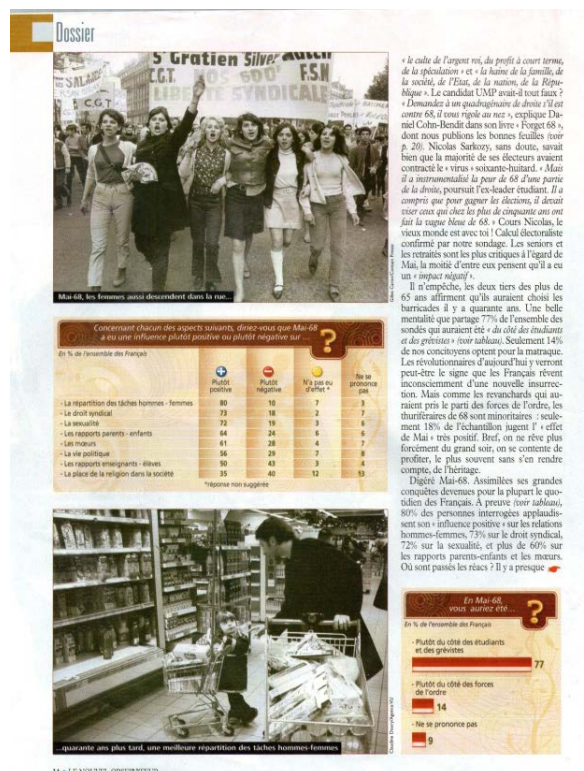 Dossier
S' Gratien Silver Match
C.G.T. NOS 600 F. F.S.M
LIBERTE SYNDICALE
C.G.T
Mai-68, les femmes aussi descendent dans la rue...
Concernant chacun des aspects suivants, diriez-vous que Mai-68
a eu une influence plutôt positive ou plutôt négative sur ...
?
En % de l'ensemble des Français
Plutôt positive
Plutôt négative
N'a pas eu d'effet *
Ne se prononce pas
- La répartition des tâches hommes - femmes 80 10 7 3
- Le droit syndical 73 18 2 7
- La sexualité 72 19 3 6
- Les rapports parents - enfants 64 24 6 6
- Les mœurs 61 28 4 7
- La vie politique 56 29 7 8
- Les rapports enseignants - élèves 50 43 3 4
- La place de la religion dans la société 35 40 12 13
*réponse non suggérée
...quarante ans plus tard, une meilleure répartition des tâches hommes-femmes
« le culte de l'argent roi, du profit à court terme,
de la spéculation » et « la haine de la famille, de
la société, de l'Etat, de la nation, de la Répu-
blique ». Le candidat UMP avait-il tout faux ?
« Demandez à un quadragénaire de droite s'il est
contre 68, il vous rigole au nez », explique Da-
niel Cohn-Bendit dans son livre « Forget 68 »,
dont nous publions les bonnes feuilles (voir
p. 20). Nicolas Sarkozy, sans doute, savait
bien que la majorité de ses électeurs avaient
contracté le « virus » soixante-huitard. « Mais
il a instrumentalisé la peur de 68 d'une partie
de la droite, poursuit l'ex-leader étudiant. Il a
compris que pour gagner les élections, il devait
viser ceux qui chez les plus de cinquante ans ont
fait la vague bleue de 68. » Cours Nicolas, le
vieux monde est avec toi ! Calcul électoraliste
confirmé par notre sondage. Les seniors et
les retraités sont les plus critiques à l'égard de
Mai, la moitié d'entre eux pensent qu'il a eu
un « impact négatif ».
Il n'empêche, les deux tiers des plus de
65 ans affirment qu'ils auraient choisi les
barricades il y a quarante ans. Une belle
mentalité que partage 77% de l'ensemble des
sondés qui auraient été « du côté des étudiants
et des grévistes » (voir tableau). Seulement 14%
de nos concitoyens optent pour la matraque.
Les révolutionnaires d'aujourd'hui y verront
peut-être le signe que les Français rêvent
inconsciemment d'une nouvelle insurrec-
tion. Mais comme les revanchards qui au-
raient pris le parti des forces de l'ordre, les
thuriféraires de 68 sont minoritaires : seule-
ment 18% de l'échantillon jugent l' « effet
de Mai » très positif. Bref, on ne rêve plus
forcément du grand soir, on se contente de
profiter, le plus souvent sans s'en rendre
compte, de l'héritage.
Digéré Mai-68. Assimilées ses grandes
conquêtes devenues pour la plupart le quo-
tidien des Français. A preuve (voir tableau),
80% des personnes interrogées applaudis-
sent son « influence positive » sur les relations
hommes-femmes, 73% sur le droit syndical,
72% sur la sexualité, et plus de 60% sur
les rapports parents-enfants et les mœurs.
Où sont passés les réacs ? Il y a presque
En Mai-68,
vous auriez été...
?
En % de l'ensemble des Français
- Plutôt du côté des étudiants
et des grévistes
77
- Plutôt du côté des forces
de l'ordre
14
- Ne se prononce pas
9